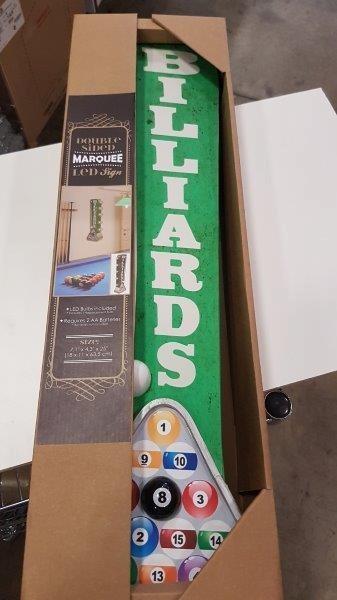 DOUBLE
SIDED
MARQUEE
LED Sign
• LED Bulbs included
• Requires 2 AA Batteries
SIZE:
BILLIARDS
1
9
10
8
3
2
15
14
13